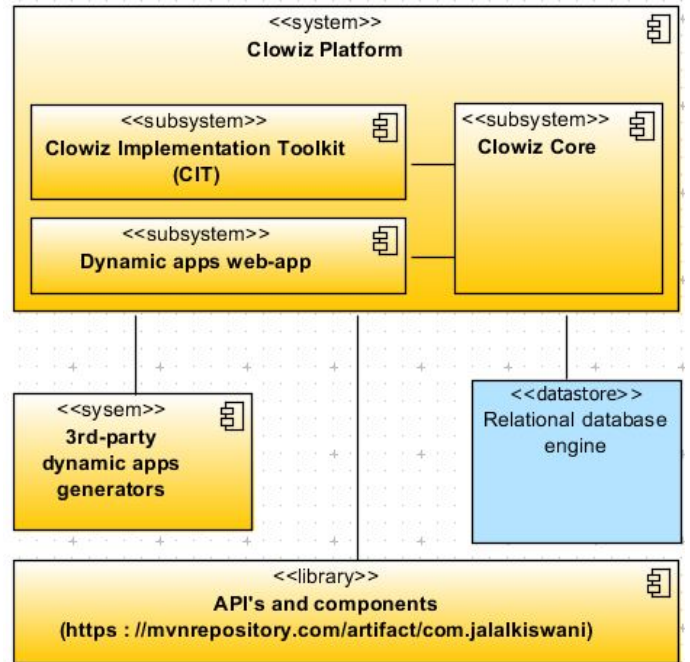 <<system>>
Clowiz Platform
<<subsystem>>
Clowiz Implementation Toolkit
(CIT)
<<subsystem>>
Clowiz Core
<<subsystem>>
Dynamic apps web-app
<<sysem>>
3rd-party
dynamic apps
generators
<<datastore>>
Relational database
engine
<<library>>
API's and components
(https : //mvnrepository.com/artifact/com.jalalkiswani)